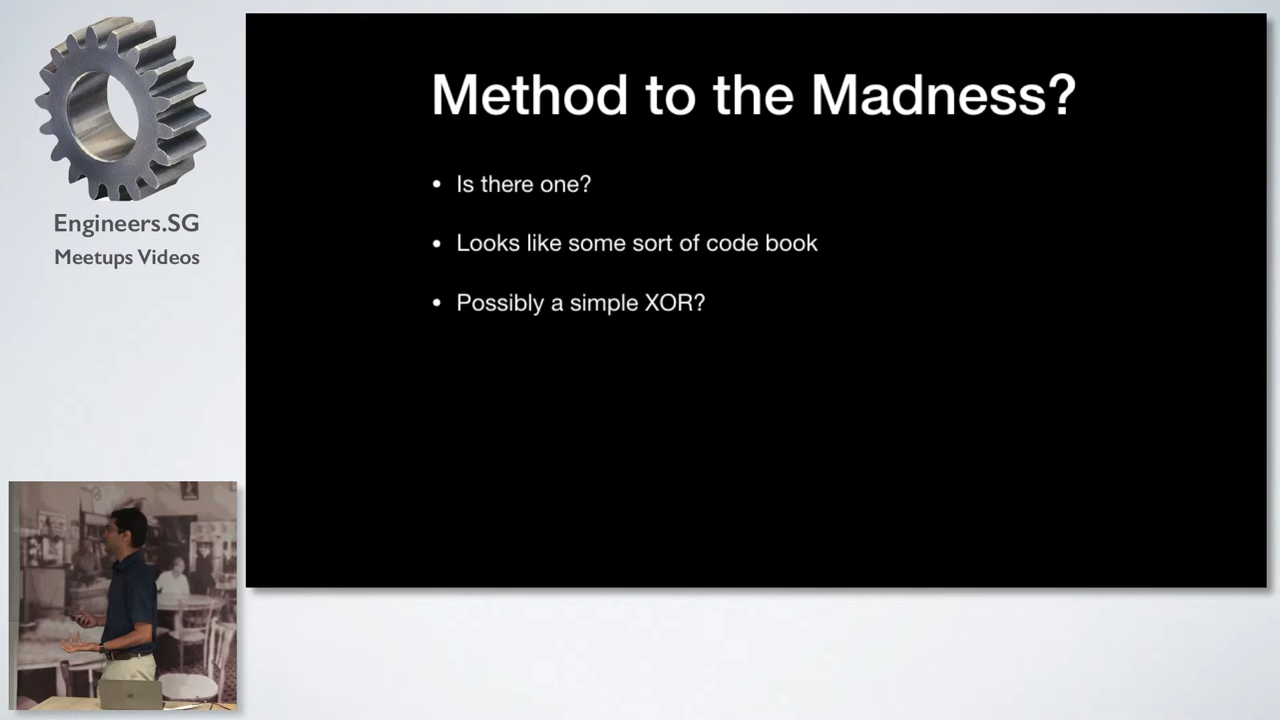 Engineers.SG
Meetups Videos
Method to the Madness?
• Is there one?
• Looks like some sort of code book
• Possibly a simple XOR?